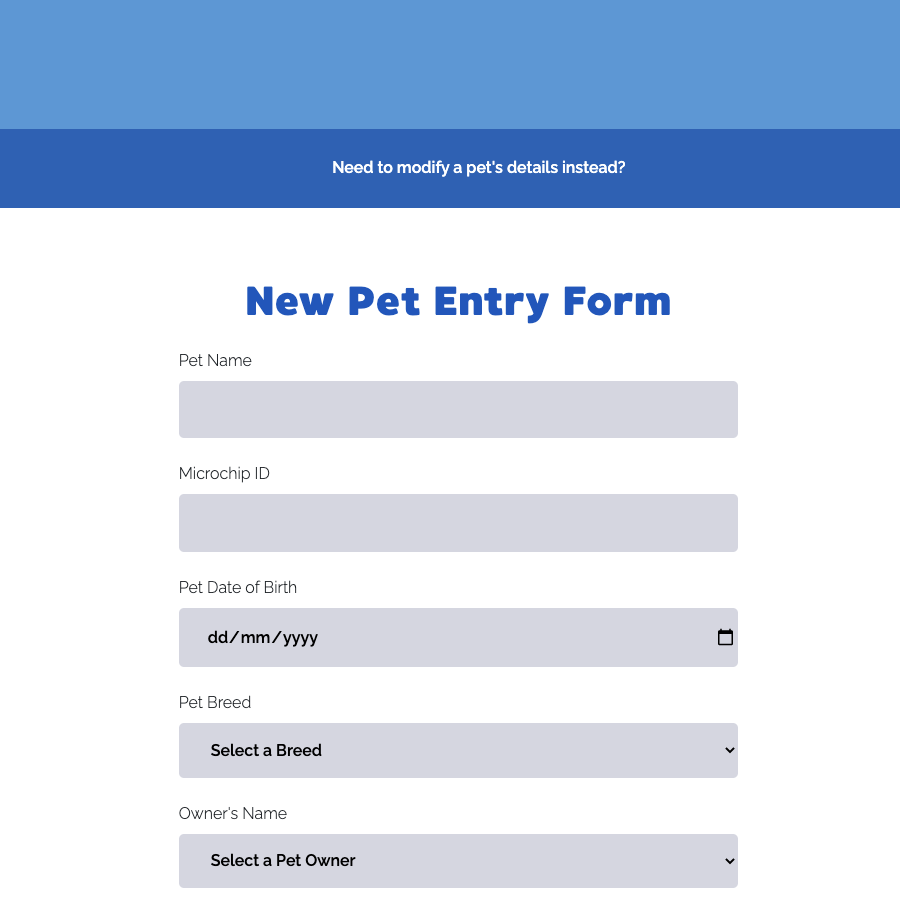 Need to modify a pet's details instead?
New Pet Entry Form
Pet Name
Microchip ID
Pet Date of Birth
dd/mm/yyyy
Pet Breed
Select a Breed
Owner's Name
Select a Pet Owner